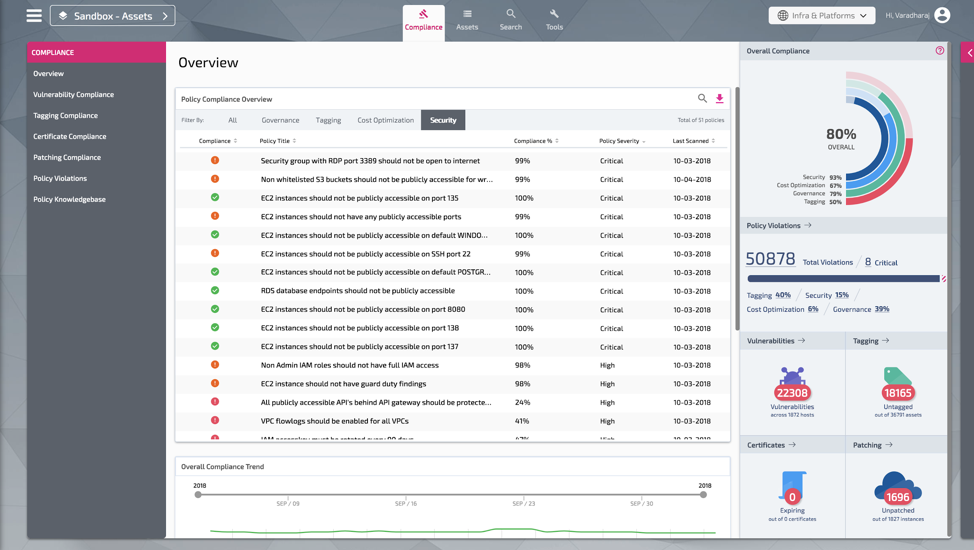 Sandbox - Assets
Compliance
Assets
Search
Tools
Infra & Platforms
Hi, Varadharaj
COMPLIANCE
Overview
Vulnerability Compliance
Tagging Compliance
Certificate Compliance
Patching Compliance
Policy Violations
Policy Knowledgebase
Overview
Policy Compliance Overview
Filter By: All Governance Tagging Cost Optimization Security Total of 51 policies
Compliance Policy Title Compliance % Policy Severity Last Scanned
Security group with RDP port 3389 should not be open to internet 99% Critical 10-03-2018
Non whitelisted S3 buckets should not be publicly accessible for wr... 99% Critical 10-04-2018
EC2 instances should not be publicly accessible on port 135 100% Critical 10-03-2018
EC2 instances should not have any publicly accessible ports 99% Critical 10-03-2018
EC2 instances should not be publicly accessible on default WINDO... 100% Critical 10-03-2018
EC2 instances should not be publicly accessible on SSH port 22 99% Critical 10-03-2018
EC2 instances should not be publicly accessible on default POSTGR... 100% Critical 10-03-2018
RDS database endpoints should not be publicly accessible 100% Critical 10-03-2018
EC2 instances should not be publicly accessible on port 8080 100% Critical 10-03-2018
EC2 instances should not be publicly accessible on port 138 100% Critical 10-03-2018
EC2 instances should not be publicly accessible on port 137 100% Critical 10-03-2018
Non Admin IAM roles should not have full IAM access 98% High 10-03-2018
EC2 instance should not have guard duty findings 98% High 10-03-2018
All publicly accessible API's behind API gateway should be protecte... 24% High 10-03-2018
VPC flowlogs should be enabled for all VPCs 41% High 10-03-2018
IAM accesskey must be rotated every 90 days 47% High 10-03-2018
Overall Compliance Trend
2018 2018
SEP / 09 SEP / 16 SEP / 23 SEP / 30
Overall Compliance
80%
OVERALL
Security 93%
Cost Optimization 67%
Governance 79%
Tagging 50%
Policy Violations
50878 Total Violations / 8 Critical
Tagging 40% / Security 15% /
Cost Optimization 6% / Governance 39%
Vulnerabilities
22308
Vulnerabilities
across 1872 hosts
Tagging
18165
Untagged
out of 36791 assets
Certificates
0
Expiring
out of 0 certificates
Patching
1696
Unpatched
out of 1827 instances